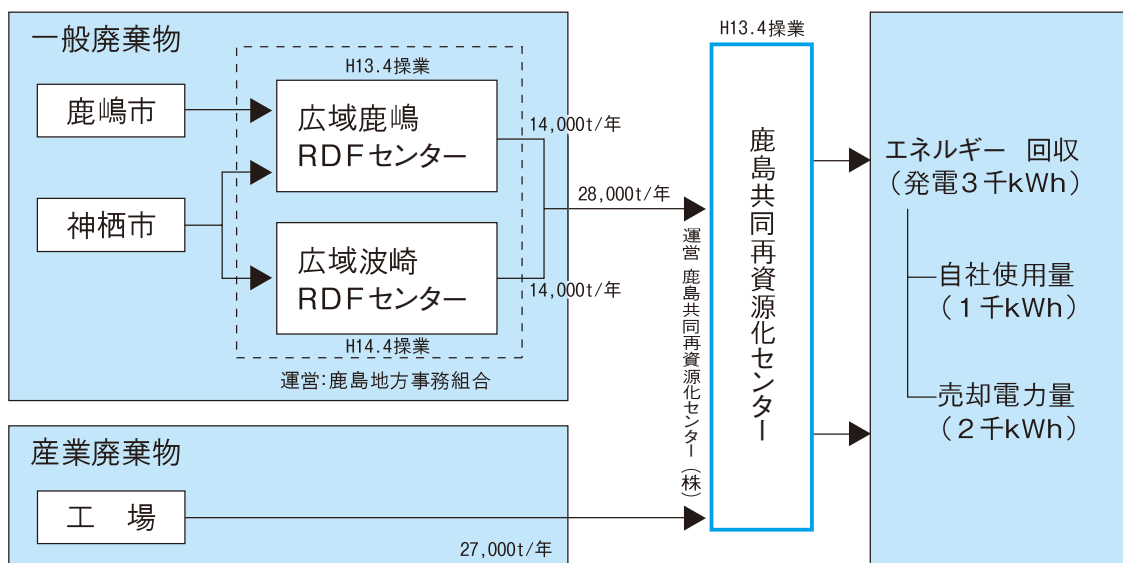 一般廃棄物
鹿嶋市
神栖市
H13.4操業
広域鹿嶋
RDFセンター
広域波崎
RDFセンター
H14.4操業
運営:鹿島地方事務組合
14,000t/年
14,000t/年
28,000t/年
産業廃棄物
工 場
27,000t/年
運営 鹿島共同再資源化センター(株)
H13.4操業
鹿島共同再資源化センター
エネルギー 回収
(発電3千kWh)
自社使用量
(1千kWh)
売却電力量
(2千kWh)